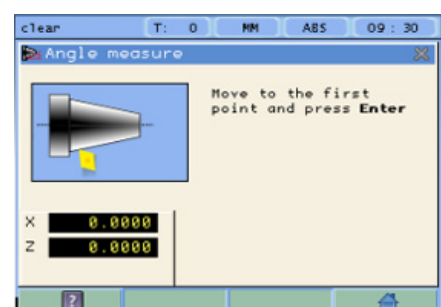 clear T: 0 MM ABS 09 : 30
Angle measure
Move to the first
point and press Enter
X 0.0000
Z 0.0000
?